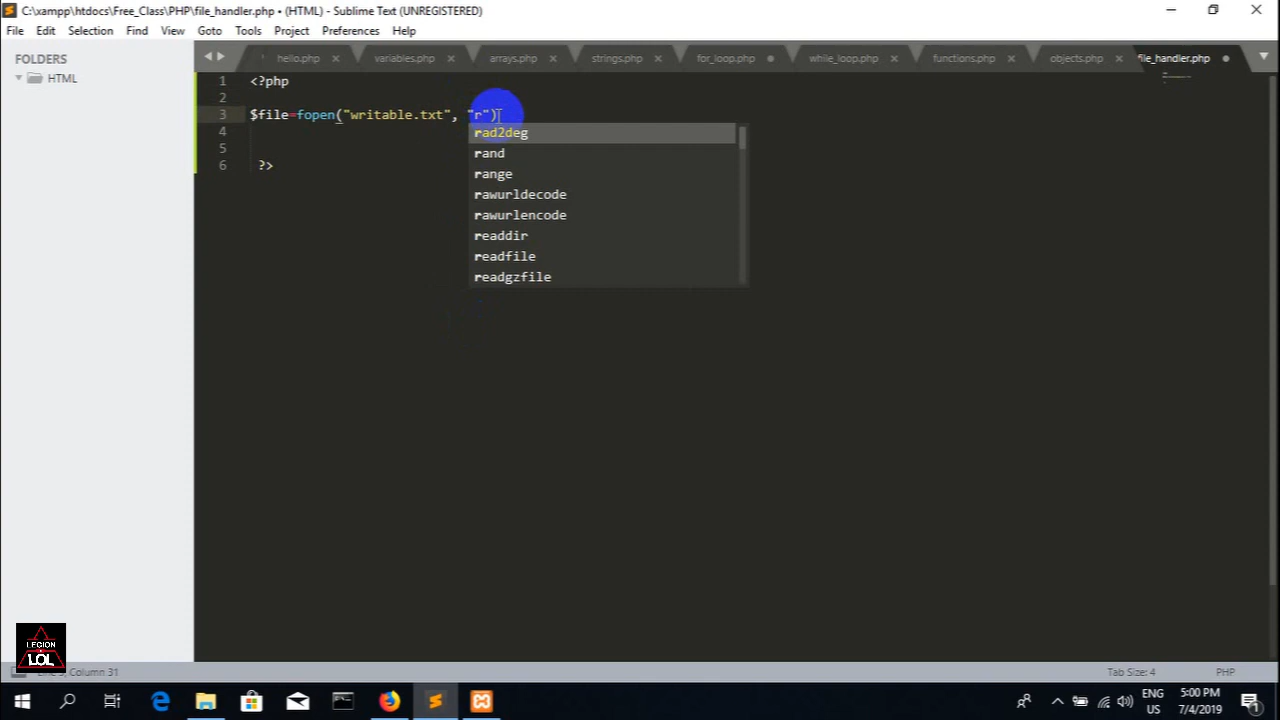 C:\xampp\htdocs\Free_Class\PHP\file_handler.php • (HTML) - Sublime Text (UNREGISTERED)
File Edit Selection Find View Goto Tools Project Preferences Help
FOLDERS
HTML
hello.php × variables.php × arrays.php × strings.php × for_loop.php while_loop.php × functions.php × objects.php × file_handler.php
1 <?php
2
3 $file=fopen("writable.txt", "r")
4
5
6 ?>
rad2deg
rand
range
rawurldecode
rawurlencode
readdir
readfile
readgzfile
LEGION
LOL
Column 31
Tab Size: 4
PHP
ENG
US
5:00 PM
7/4/2019
1